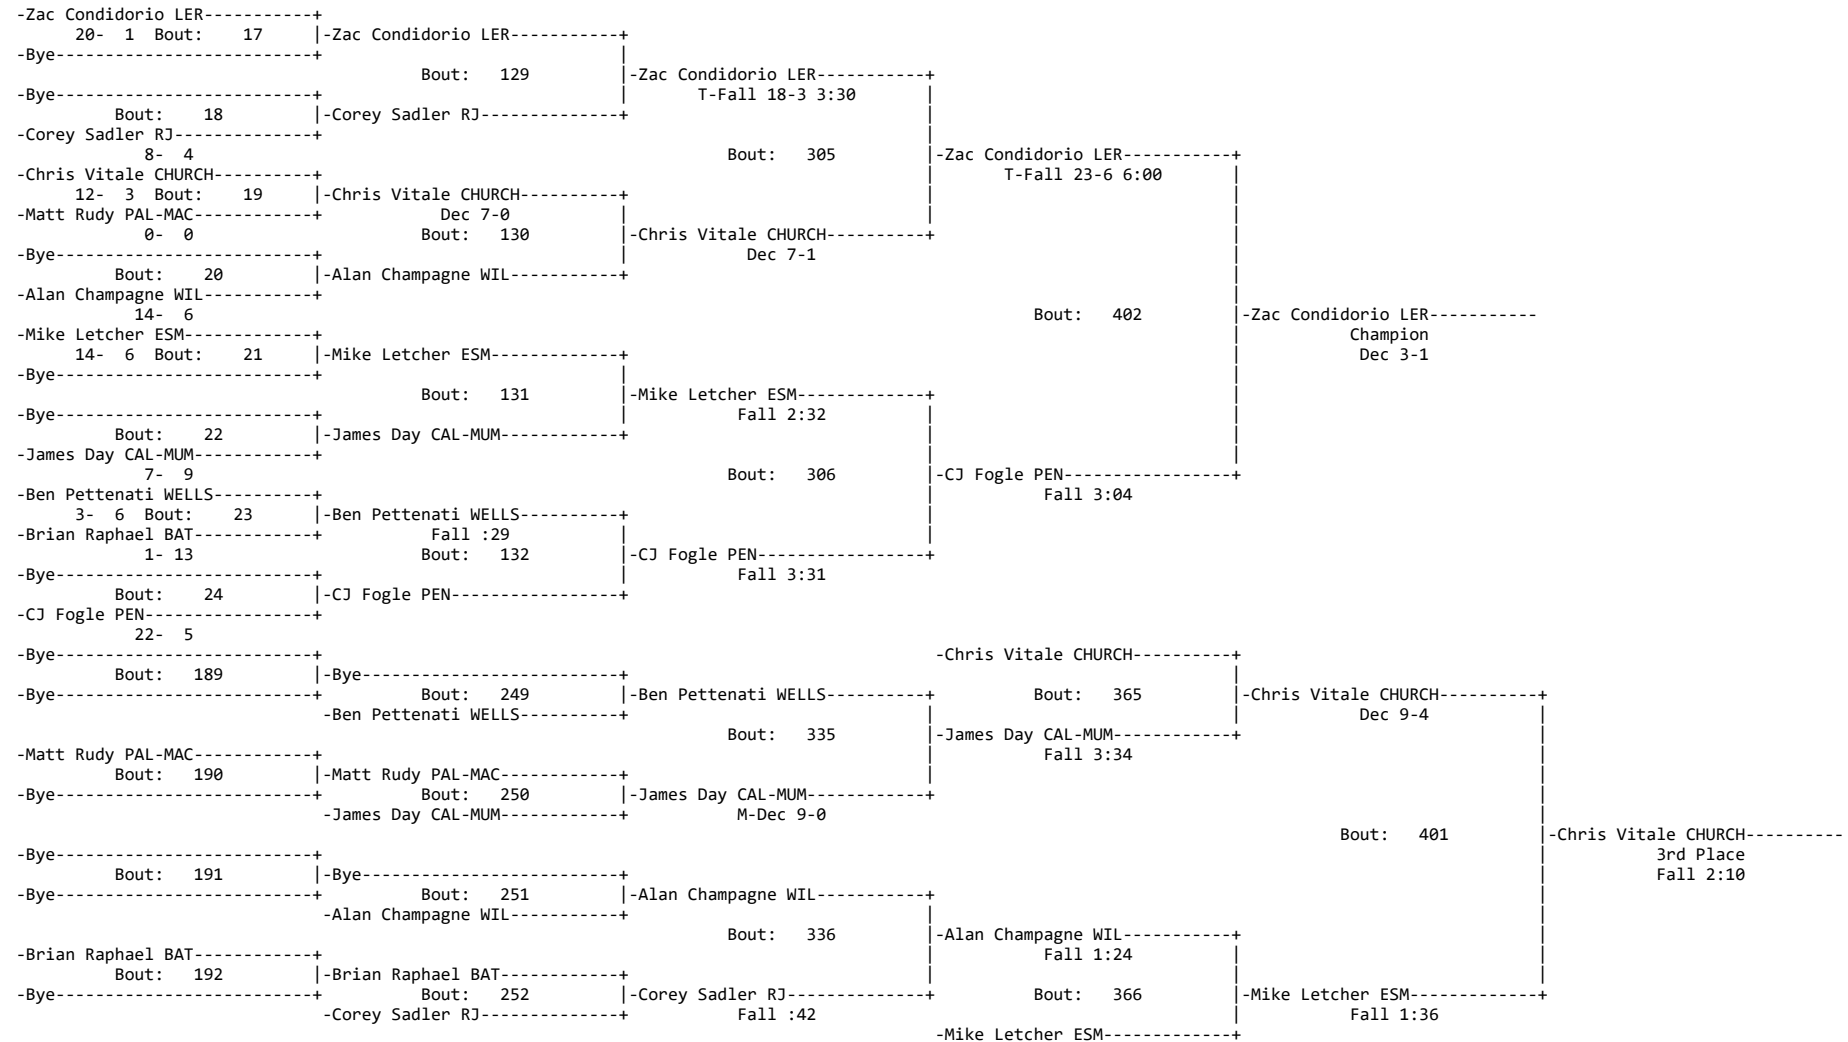 -Zac Condidorio LER-----------+
20-  1  Bout:    17      |-Zac Condidorio LER-----------+
-Bye--------------------------+                              |
Bout:   129         |-Zac Condidorio LER-----------+
-Bye--------------------------+                              |       T-Fall 18-3 3:30       |
Bout:    18         |-Corey Sadler RJ--------------+                              |
-Corey Sadler RJ--------------+                                                             |
8-  4                                                      Bout:   305         |-Zac Condidorio LER-----------+
-Chris Vitale CHURCH----------+                                                             |       T-Fall 23-6 6:00       |
12-  3  Bout:    19      |-Chris Vitale CHURCH----------+                              |                              |
-Matt Rudy PAL-MAC------------+            Dec 7-0           |                              |                              |
0-  0                       Bout:   130         |-Chris Vitale CHURCH----------+                              |
-Bye--------------------------+                              |            Dec 7-1                                          |
Bout:    20         |-Alan Champagne WIL-----------+                                                             |
-Alan Champagne WIL-----------+                                                                                            |
14-  6                                                                                    Bout:   402         |-Zac Condidorio LER-----------
-Mike Letcher ESM-------------+                                                                                            |           Champion
14-  6  Bout:    21      |-Mike Letcher ESM-------------+                                                             |            Dec 3-1
-Bye--------------------------+                              |                                                             |
Bout:   131         |-Mike Letcher ESM-------------+                              |
-Bye--------------------------+                              |           Fall 2:32          |                              |
Bout:    22         |-James Day CAL-MUM------------+                              |                              |
-James Day CAL-MUM------------+                                                             |                              |
7-  9                                                      Bout:   306         |-CJ Fogle PEN-----------------+
-Ben Pettenati WELLS----------+                                                             |           Fall 3:04
3-  6  Bout:    23      |-Ben Pettenati WELLS----------+                              |
-Brian Raphael BAT------------+           Fall :29           |                              |
1- 13                       Bout:   132         |-CJ Fogle PEN-----------------+
-Bye--------------------------+                              |           Fall 3:31
Bout:    24         |-CJ Fogle PEN-----------------+
-CJ Fogle PEN-----------------+
22-  5
-Bye--------------------------+                                                              -Chris Vitale CHURCH----------+
Bout:   189         |-Bye--------------------------+                                                             |
-Bye--------------------------+          Bout:   249         |-Ben Pettenati WELLS----------+          Bout:   365         |-Chris Vitale CHURCH----------+
-Ben Pettenati WELLS----------+                              |                              |            Dec 9-4           |
Bout:   335         |-James Day CAL-MUM------------+                              |
-Matt Rudy PAL-MAC------------+                                                             |           Fall 3:34                                         |
Bout:   190         |-Matt Rudy PAL-MAC------------+                              |                                                             |
-Bye--------------------------+          Bout:   250         |-James Day CAL-MUM------------+                                                             |
-James Day CAL-MUM------------+           M-Dec 9-0                                                                        |
Bout:   401         |-Chris Vitale CHURCH----------
-Bye--------------------------+                                                                                                                           |           3rd Place
Bout:   191         |-Bye--------------------------+                                                                                            |           Fall 2:10
-Bye--------------------------+          Bout:   251         |-Alan Champagne WIL-----------+                                                             |
-Alan Champagne WIL-----------+                              |                                                             |
Bout:   336         |-Alan Champagne WIL-----------+                              |
-Brian Raphael BAT------------+                                                             |           Fall 1:24          |                              |
Bout:   192         |-Brian Raphael BAT------------+                              |                              |                              |
-Bye--------------------------+          Bout:   252         |-Corey Sadler RJ--------------+          Bout:   366         |-Mike Letcher ESM-------------+
-Corey Sadler RJ--------------+           Fall :42                                          |           Fall 1:36
-Mike Letcher ESM-------------+